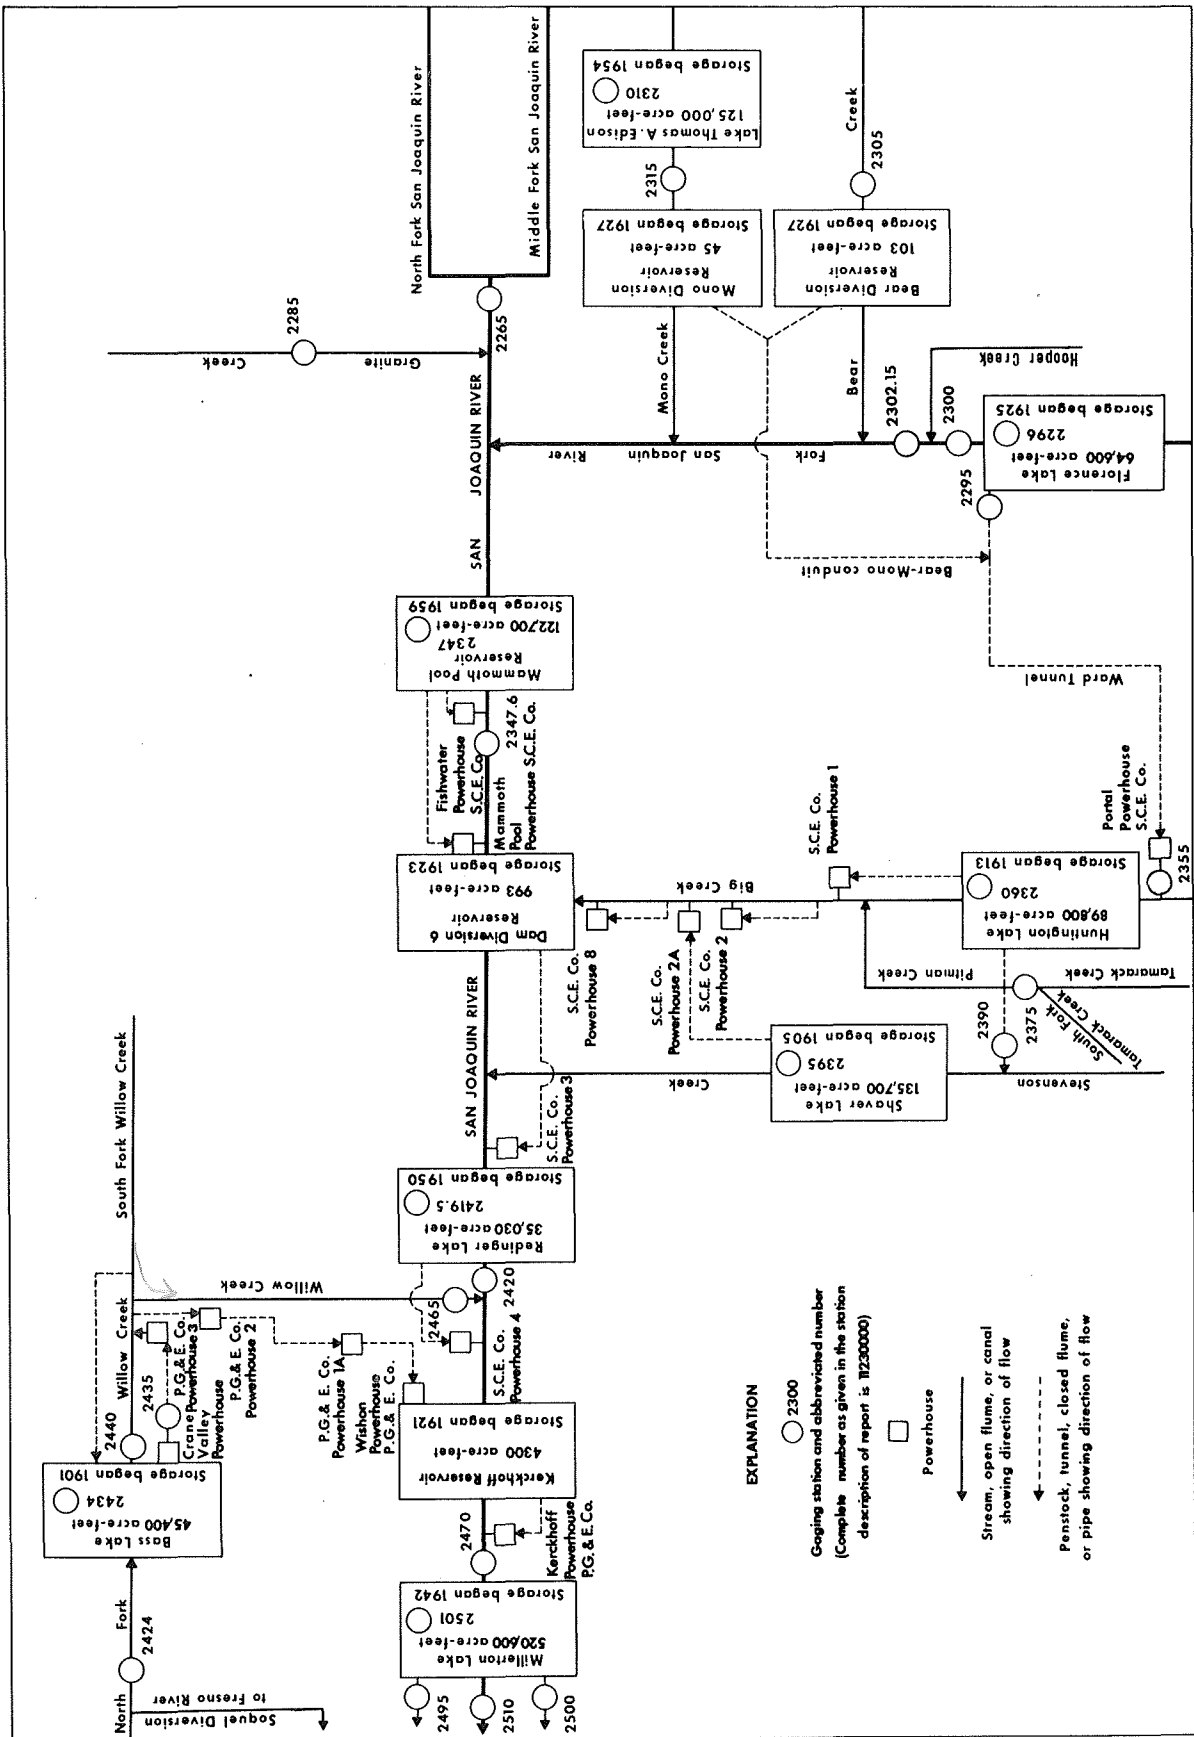 North Fork San Joaquin River
Middle Fork San Joaquin River
2285
Granite
Creek
2265
Storage began 1954
2310
125,000 acre-feet
Lake Thomas A. Edison
2315
Storage began 1927
45 acre-feet
Reservoir
Mono Diversion
Creek
2305
Storage began 1927
103 acre-feet
Reservoir
Bear Diversion
Mono Creek
Bear
2302.15
2300
Hooper Creek
Storage began 1925
2296
64,600 acre-feet
Florence Lake
2295
Fork
San Joaquin
River
SAN JOAQUIN RIVER
Bear-Mono conduit
Ward Tunnel
Storage began 1959
122,700 acre-feet
2347
Reservoir
Mammoth Pool
2347.6
Fishwater
Powerhouse
S.C.E. Co.
Mammoth
Pool
Powerhouse S.C.E. Co.
Storage began 1923
993 acre-feet
Reservoir
Dam Diversion 6
Portal
Powerhouse
S.C.E. Co.
2355
S.C.E. Co.
Powerhouse 1
Big Creek
Storage began 1913
2360
89,800 acre-feet
Huntington Lake
S.C.E. Co.
Powerhouse 8
S.C.E. Co.
Powerhouse 2A
S.C.E. Co.
Powerhouse 2
Pitman Creek
Tamarack Creek
South Fork
Tamarack Creek
2375
2390
Storage began 1905
2395
135,700 acre-feet
Shaver Lake
Stevenson
Creek
SAN JOAQUIN RIVER
S.C.E. Co.
Powerhouse 3
Storage began 1950
2419.5
35,030 acre-feet
Redinger Lake
2420
South Fork Willow Creek
Willow Creek
Willow Creek
2465
S.C.E. Co.
Powerhouse 4
2440
2435
Crane
Valley
Powerhouse
P.G.& E. Co.
Powerhouse 3
P.G.& E. Co.
Powerhouse 2
P.G.& E. Co.
Powerhouse 1A
Wishon
Powerhouse
P.G.& E. Co.
Storage began 1901
2434
45,400 acre-feet
Bass Lake
Storage began 1921
4300 acre-feet
Kerckhoff Reservoir
2470
Kerckhoff
Powerhouse
P.G.& E.Co.
Storage began 1942
2501
520,600 acre-feet
Millerton Lake
2495
2510
2500
North Fork
2424
Soquel Diversion
to Fresno River
EXPLANATION
2300
Gaging station and abbreviated number
(Complete number as given in the station
description of report is 11230000)
Powerhouse
Stream, open flume, or canal
showing direction of flow
Penstock, tunnel, closed flume,
or pipe showing direction of flow